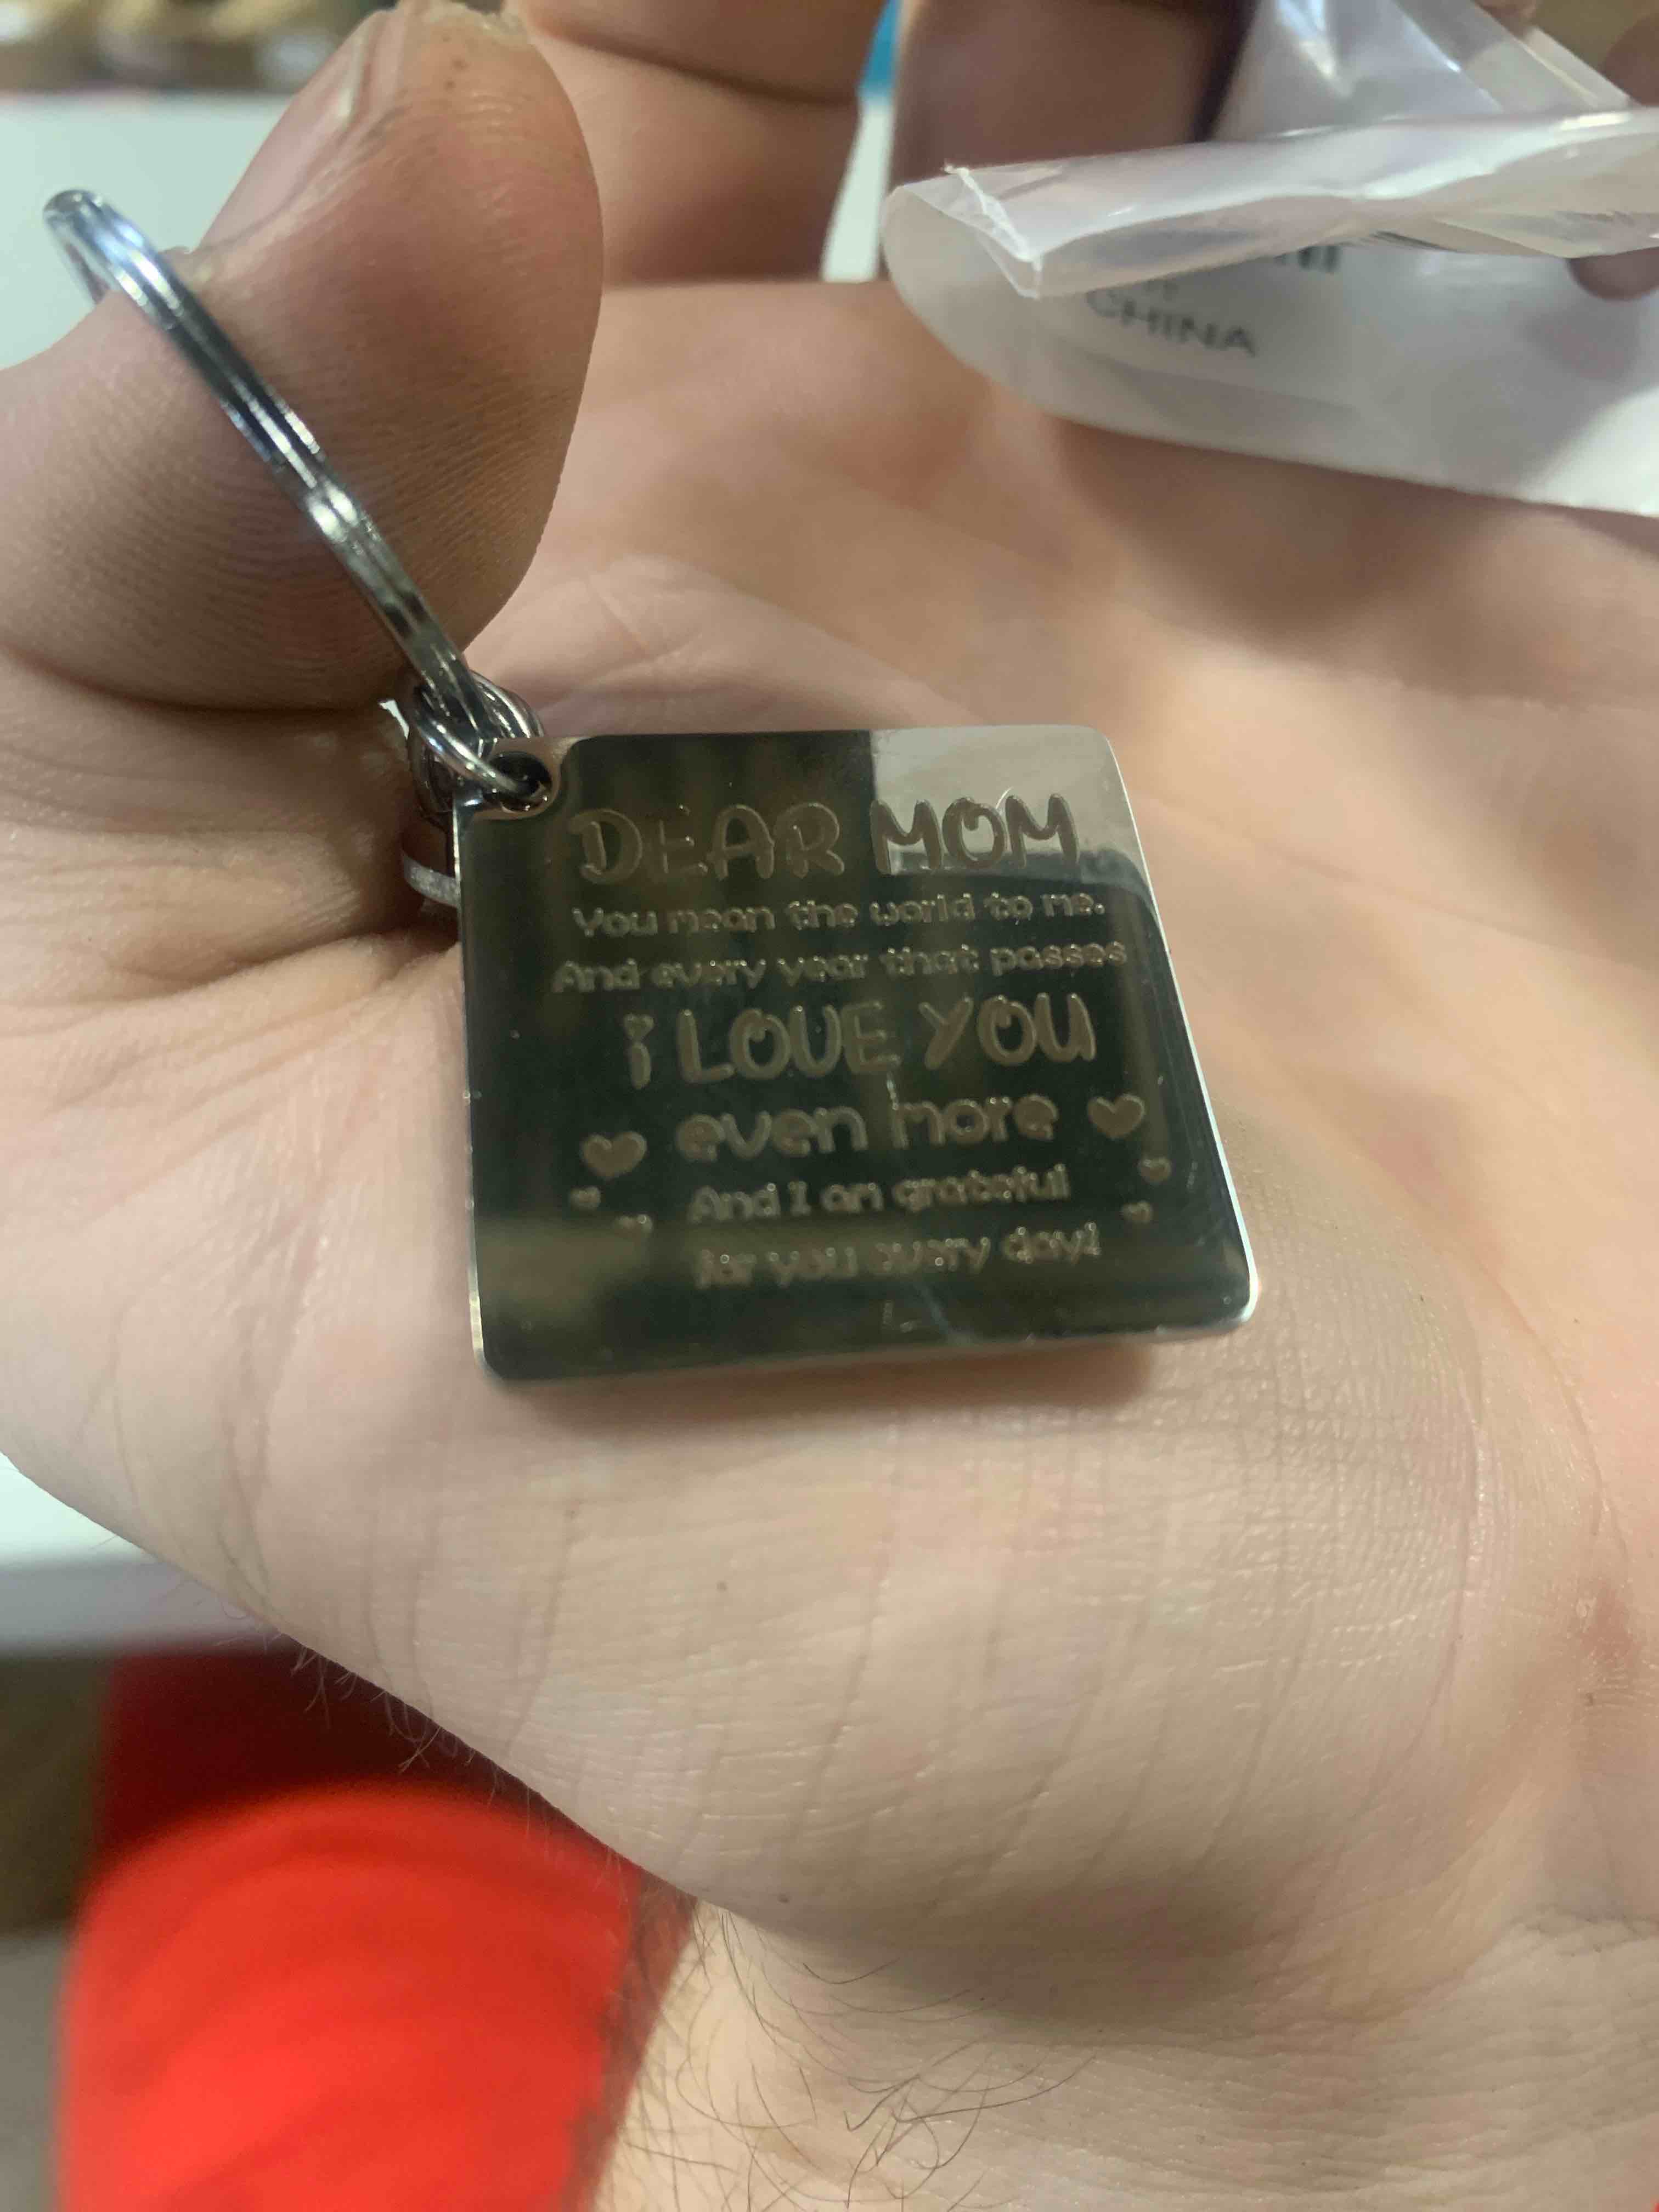 CHINA
DEAR MOM
You mean the world to me.
And every year that passes
i LOVE YOU
even more
And I am grateful
for you every day!